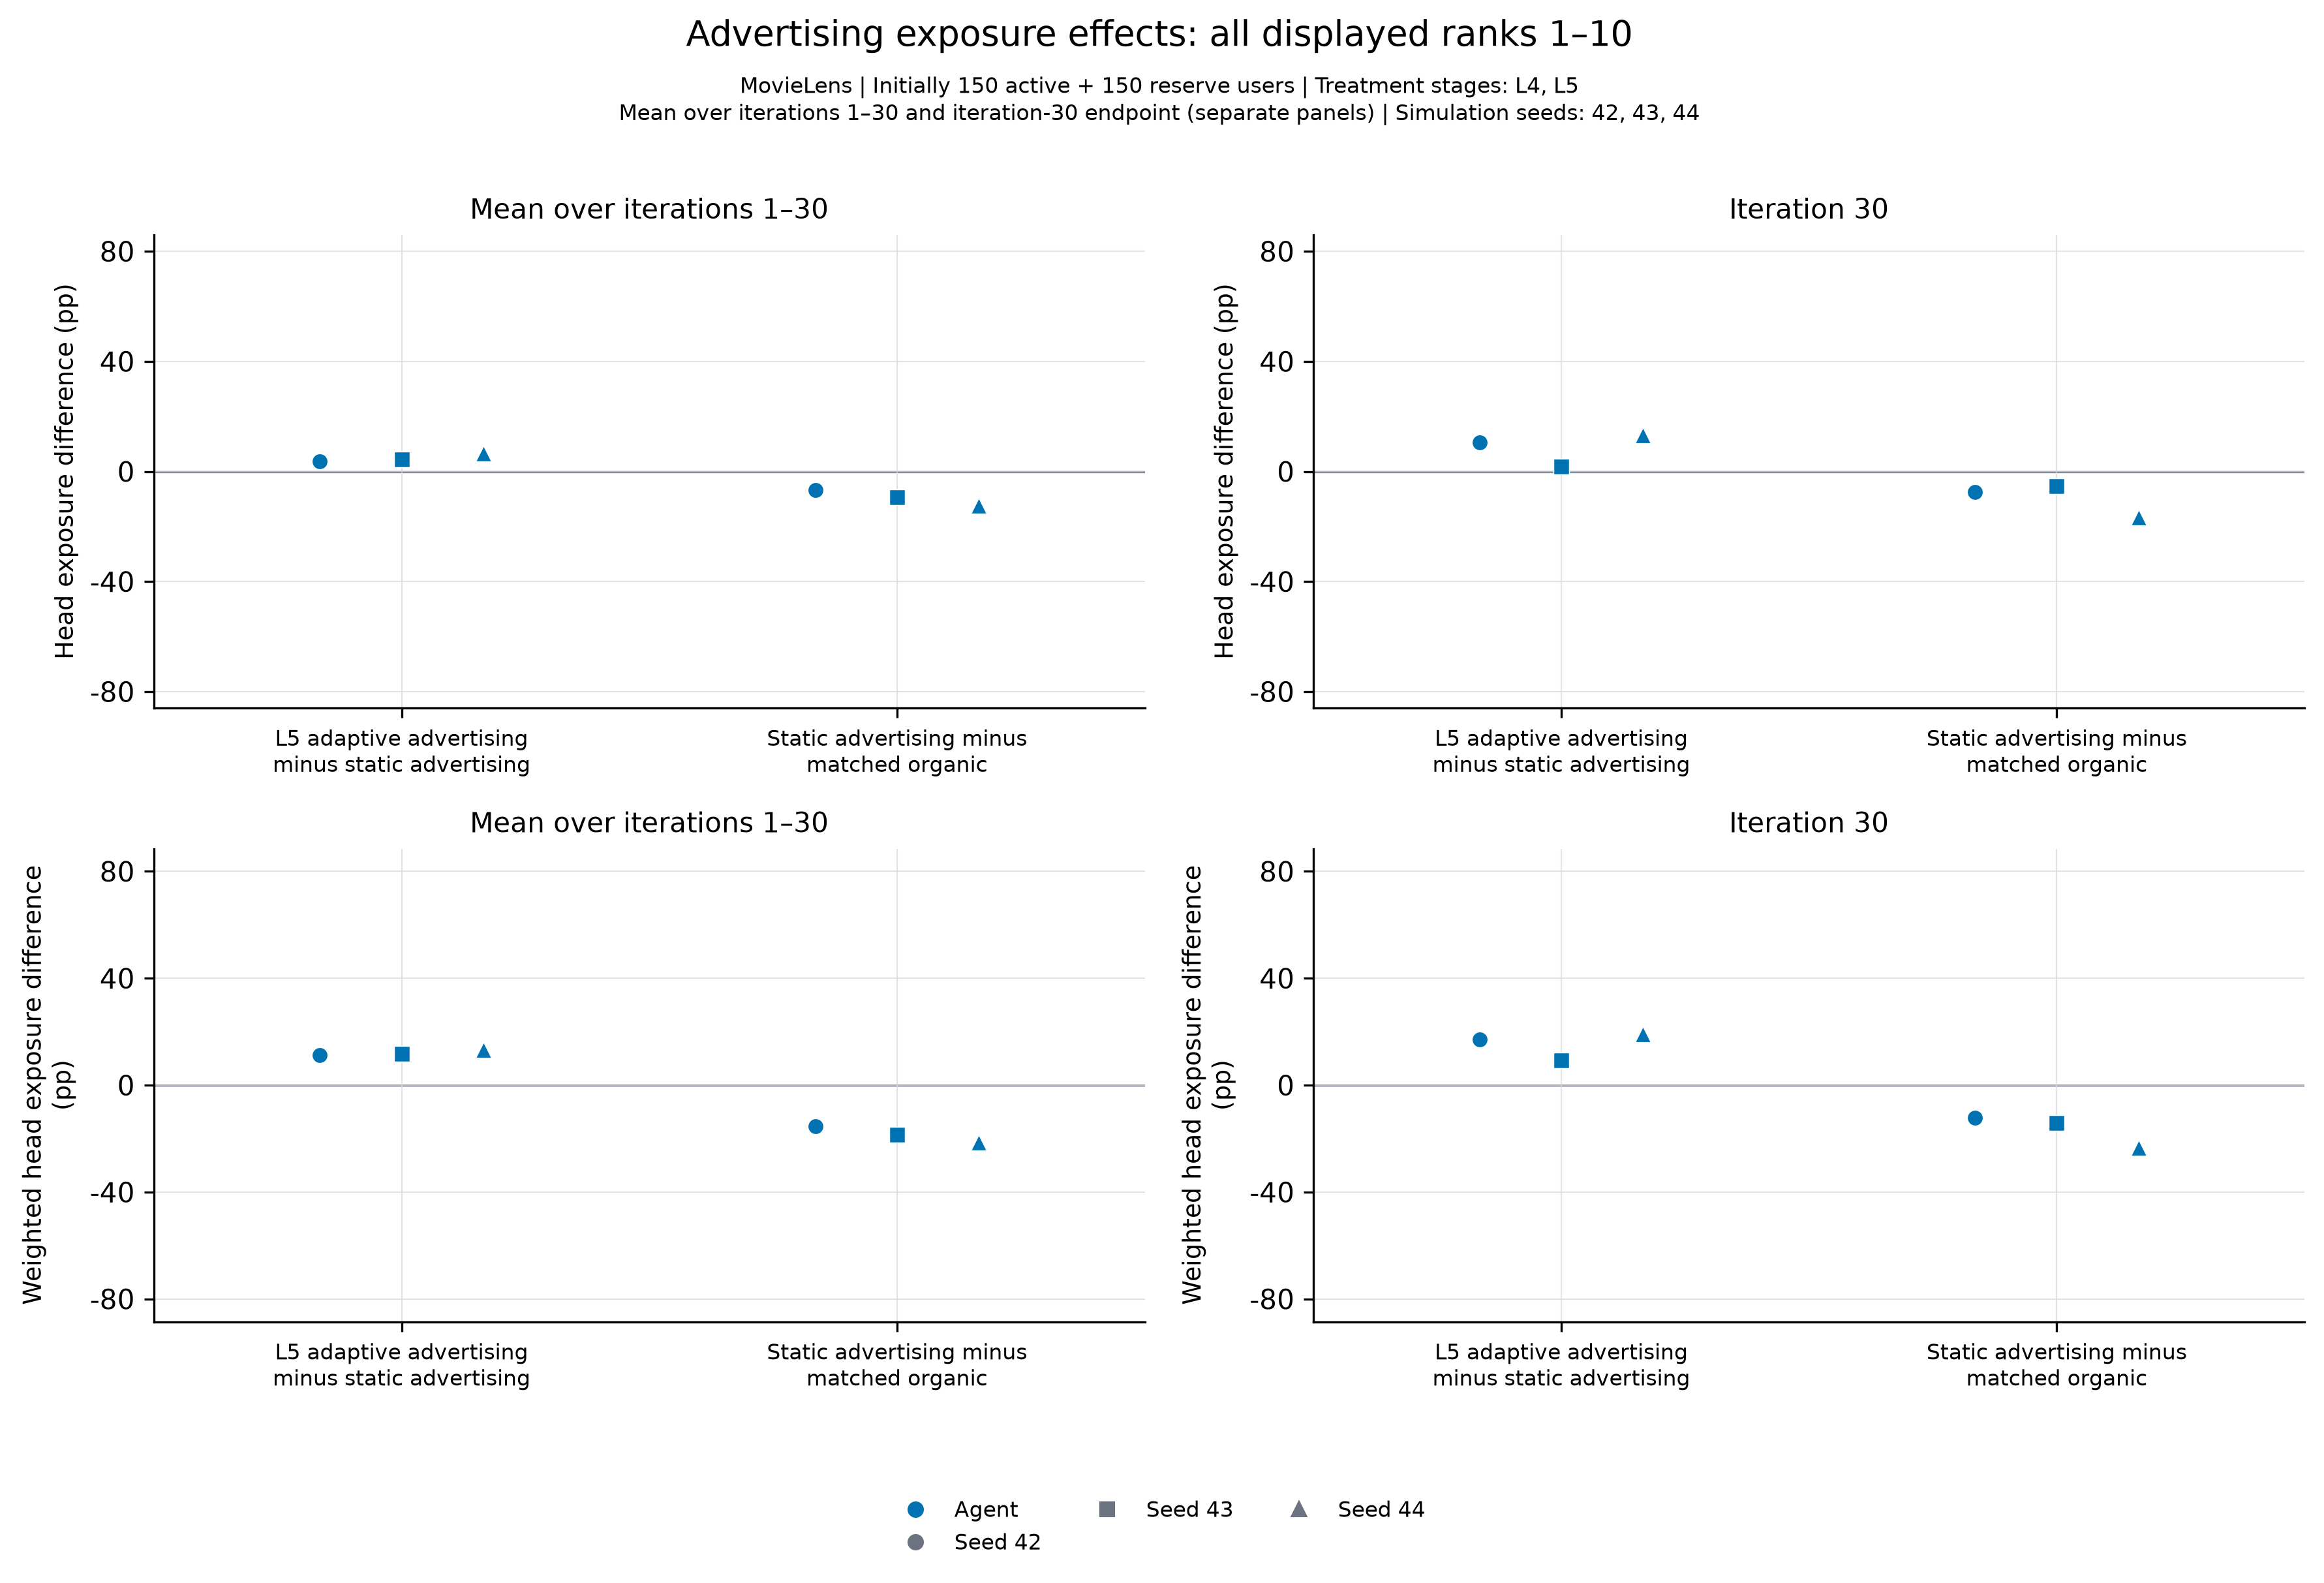 Advertising exposure effects: all displayed ranks 1–10
MovieLens | Initially 150 active + 150 reserve users | Treatment stages: L4, L5
Mean over iterations 1–30 and iteration-30 endpoint (separate panels) | Simulation seeds: 42, 43, 44
Mean over iterations 1–30
Head exposure difference (pp)
80
40
0
-40
-80
L5 adaptive advertising
minus static advertising
Static advertising minus
matched organic
Iteration 30
Head exposure difference (pp)
80
40
0
-40
-80
L5 adaptive advertising
minus static advertising
Static advertising minus
matched organic
Mean over iterations 1–30
Weighted head exposure difference
(pp)
80
40
0
-40
-80
L5 adaptive advertising
minus static advertising
Static advertising minus
matched organic
Iteration 30
Weighted head exposure difference
(pp)
80
40
0
-40
-80
L5 adaptive advertising
minus static advertising
Static advertising minus
matched organic
Agent
Seed 42
Seed 43
Seed 44